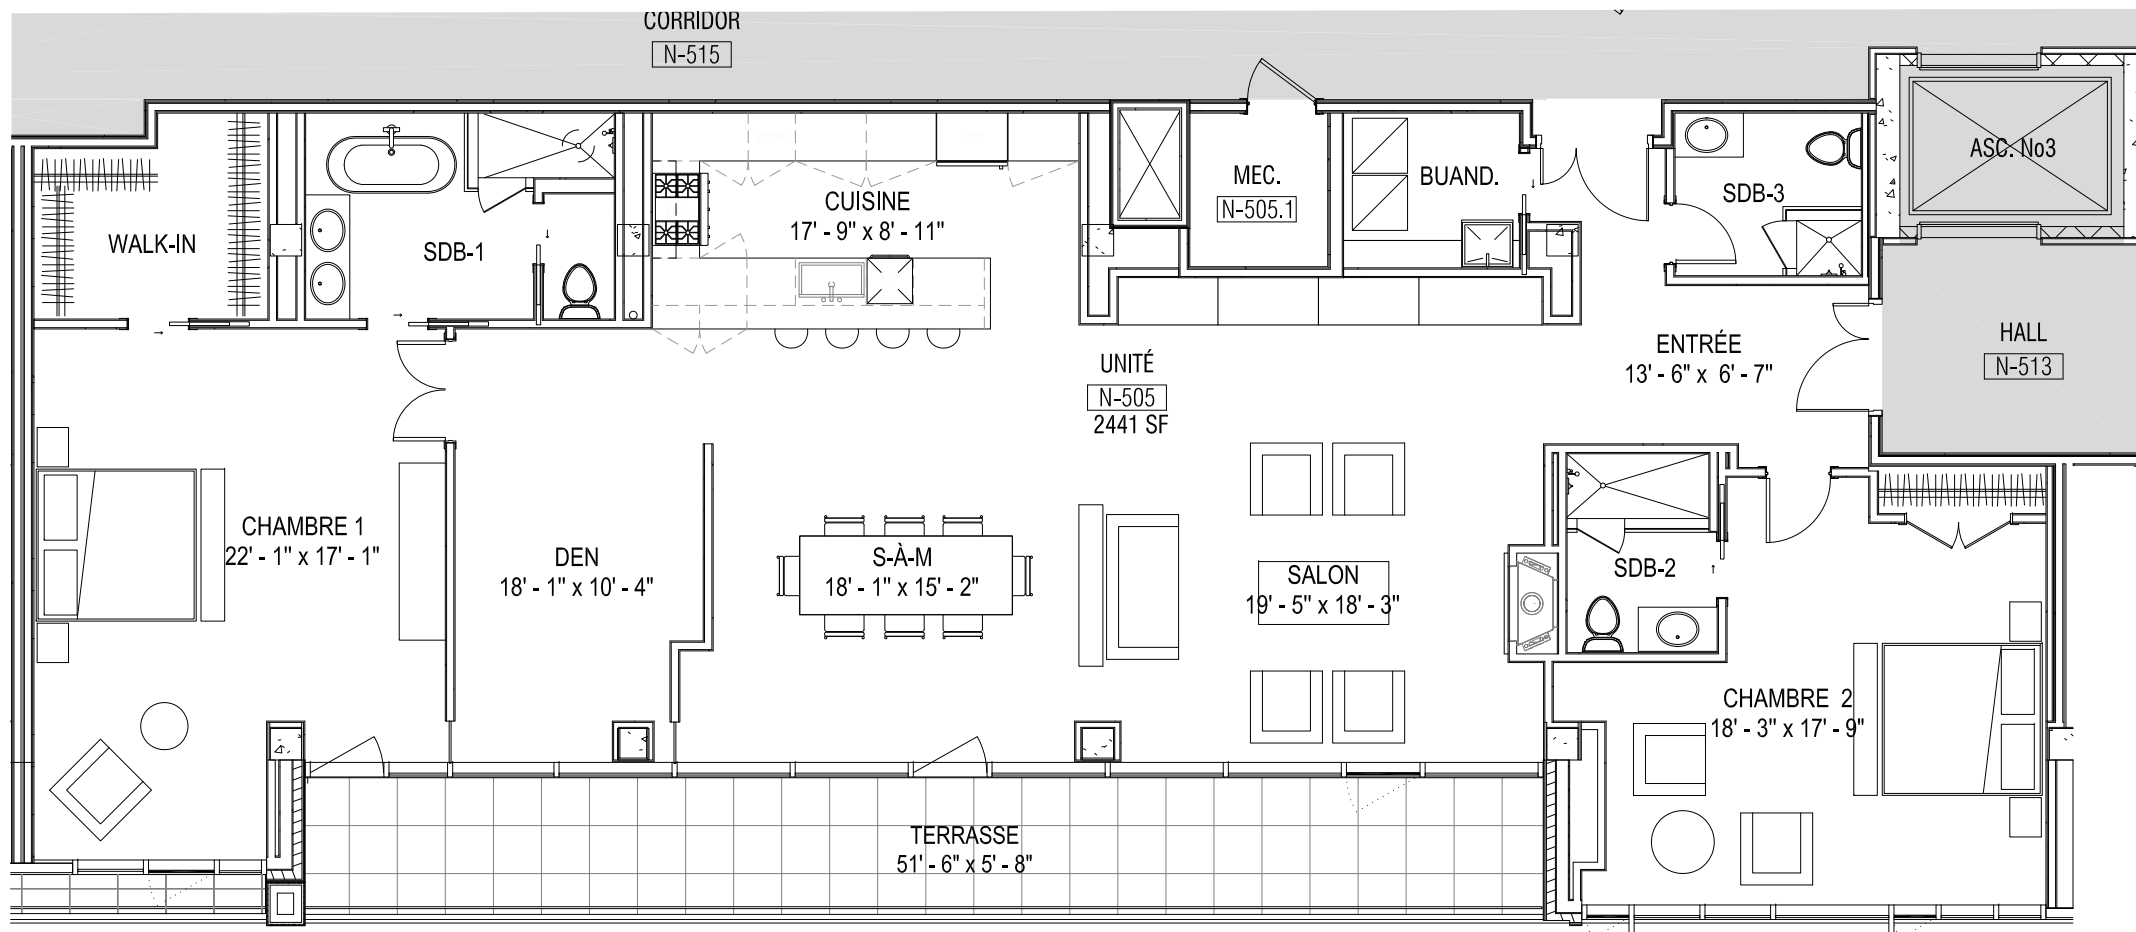 CORRIDOR
N-515
ASC. No3
MEC.
N-505.1
BUAND.
SDB-3
CUISINE
17' - 9" x 8' - 11"
WALK-IN
SDB-1
ENTRÉE
13' - 6" x 6' - 7"
HALL
N-513
UNITÉ
N-505
2441 SF
CHAMBRE 1
22' - 1" x 17' - 1"
DEN
18' - 1" x 10' - 4"
S-À-M
18' - 1" x 15' - 2"
SALON
19' - 5" x 18' - 3"
SDB-2
CHAMBRE 2
18' - 3" x 17' - 9"
TERRASSE
51' - 6" x 5' - 8"